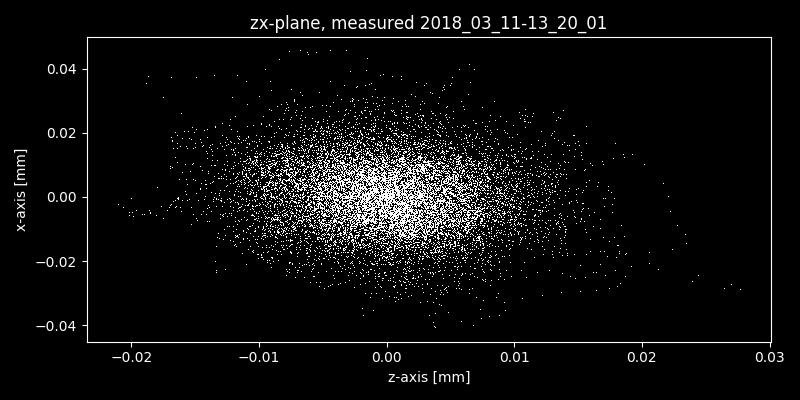 zx-plane, measured 2018_03_11-13_20_01
0.04
0.02
0.00
−0.02
−0.04
x-axis [mm]
−0.02 −0.01 0.00 0.01 0.02 0.03
z-axis [mm]